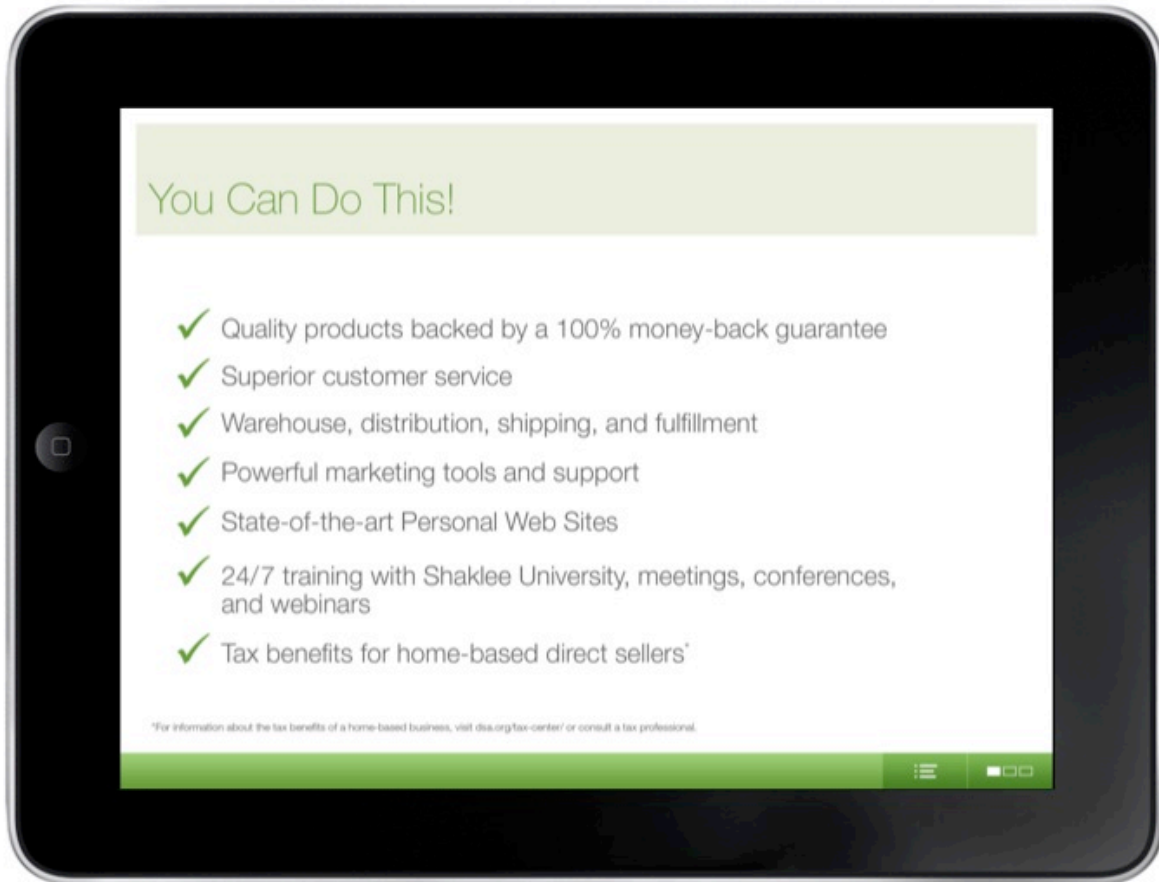 You Can Do This!
Quality products backed by a 100% money-back guarantee
Superior customer service
Warehouse, distribution, shipping, and fulfillment
Powerful marketing tools and support
State-of-the-art Personal Web Sites
24/7 training with Shaklee University, meetings, conferences,
and webinars
Tax benefits for home-based direct sellers*
*For information about the tax benefits of a home-based business, visit dsa.org/tax-center/ or consult a tax professional.